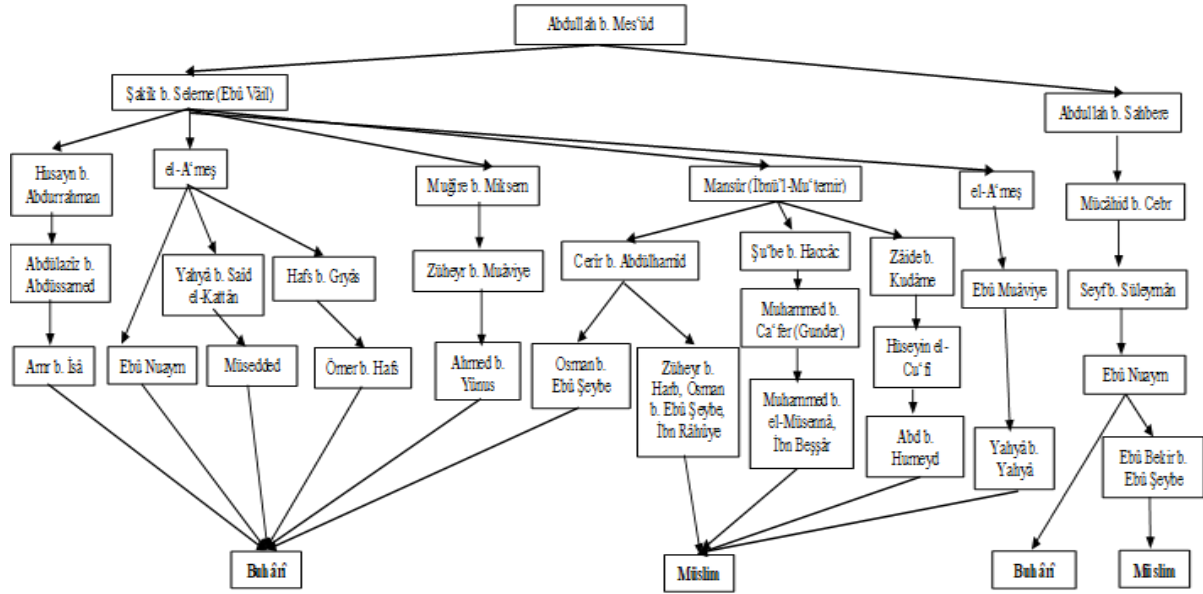 Abdullah b. Mes‘ûd
Şakîk b. Seleme (Ebû Vâil)
Abdullah b. Sahbere
Husayn b.
Abdurrahman
el-A‘meş
Muğîre b. Miksem
Mansûr (İbnü’l-Mu‘temir)
el-A‘meş
Mücâhid b. Cebr
Abdülazîz b.
Abdüssamed
Yahyâ b. Saîd
el-Kattân
Hafs b. Gıyâs
Züheyr b. Muâviye
Cerîr b. Abdülhamîd
Şu‘be b. Haccâc
Zâide b.
Kudâme
Ebû Muâviye
Seyf b. Süleymân
Muhammed b.
Ca‘fer (Gunder)
Hüseyin el-
Cu‘fî
Amr b. Îsâ
Ebû Nuaym
Müsedded
Ömer b. Hafs
Ahmed b.
Yûnus
Osman b.
Ebû Şeybe
Züheyr b.
Harb, Osman
b. Ebû Şeybe,
İbn Râhûye
Muhammed b.
el-Müsennâ,
İbn Beşşâr
Abd b.
Humeyd
Yahyâ b.
Yahyâ
Ebû Nuaym
Ebû Bekir b.
Ebû Şeybe
Buhârî
Müslim
Buhârî
Müslim